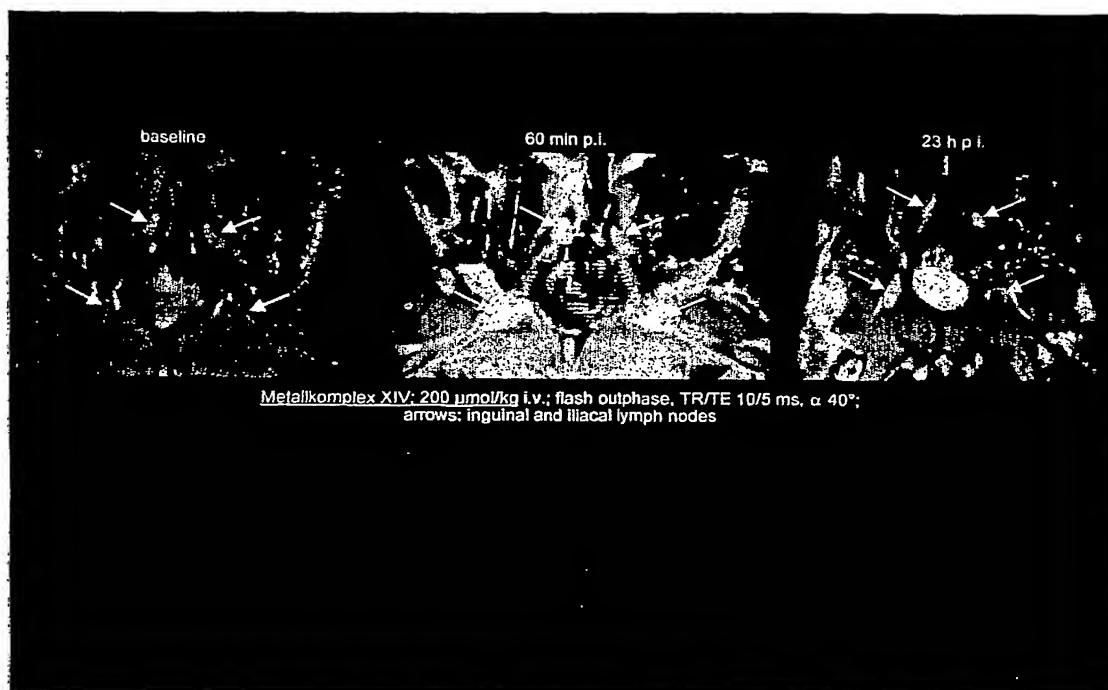 baseline
60 min p.i.
23 h p i.
Metallkomplex XIV: 200 µmol/kg i.v.; flash outphase, TR/TE 10/5 ms, α 40°;
arrows: inguinal and iliacal lymph nodes